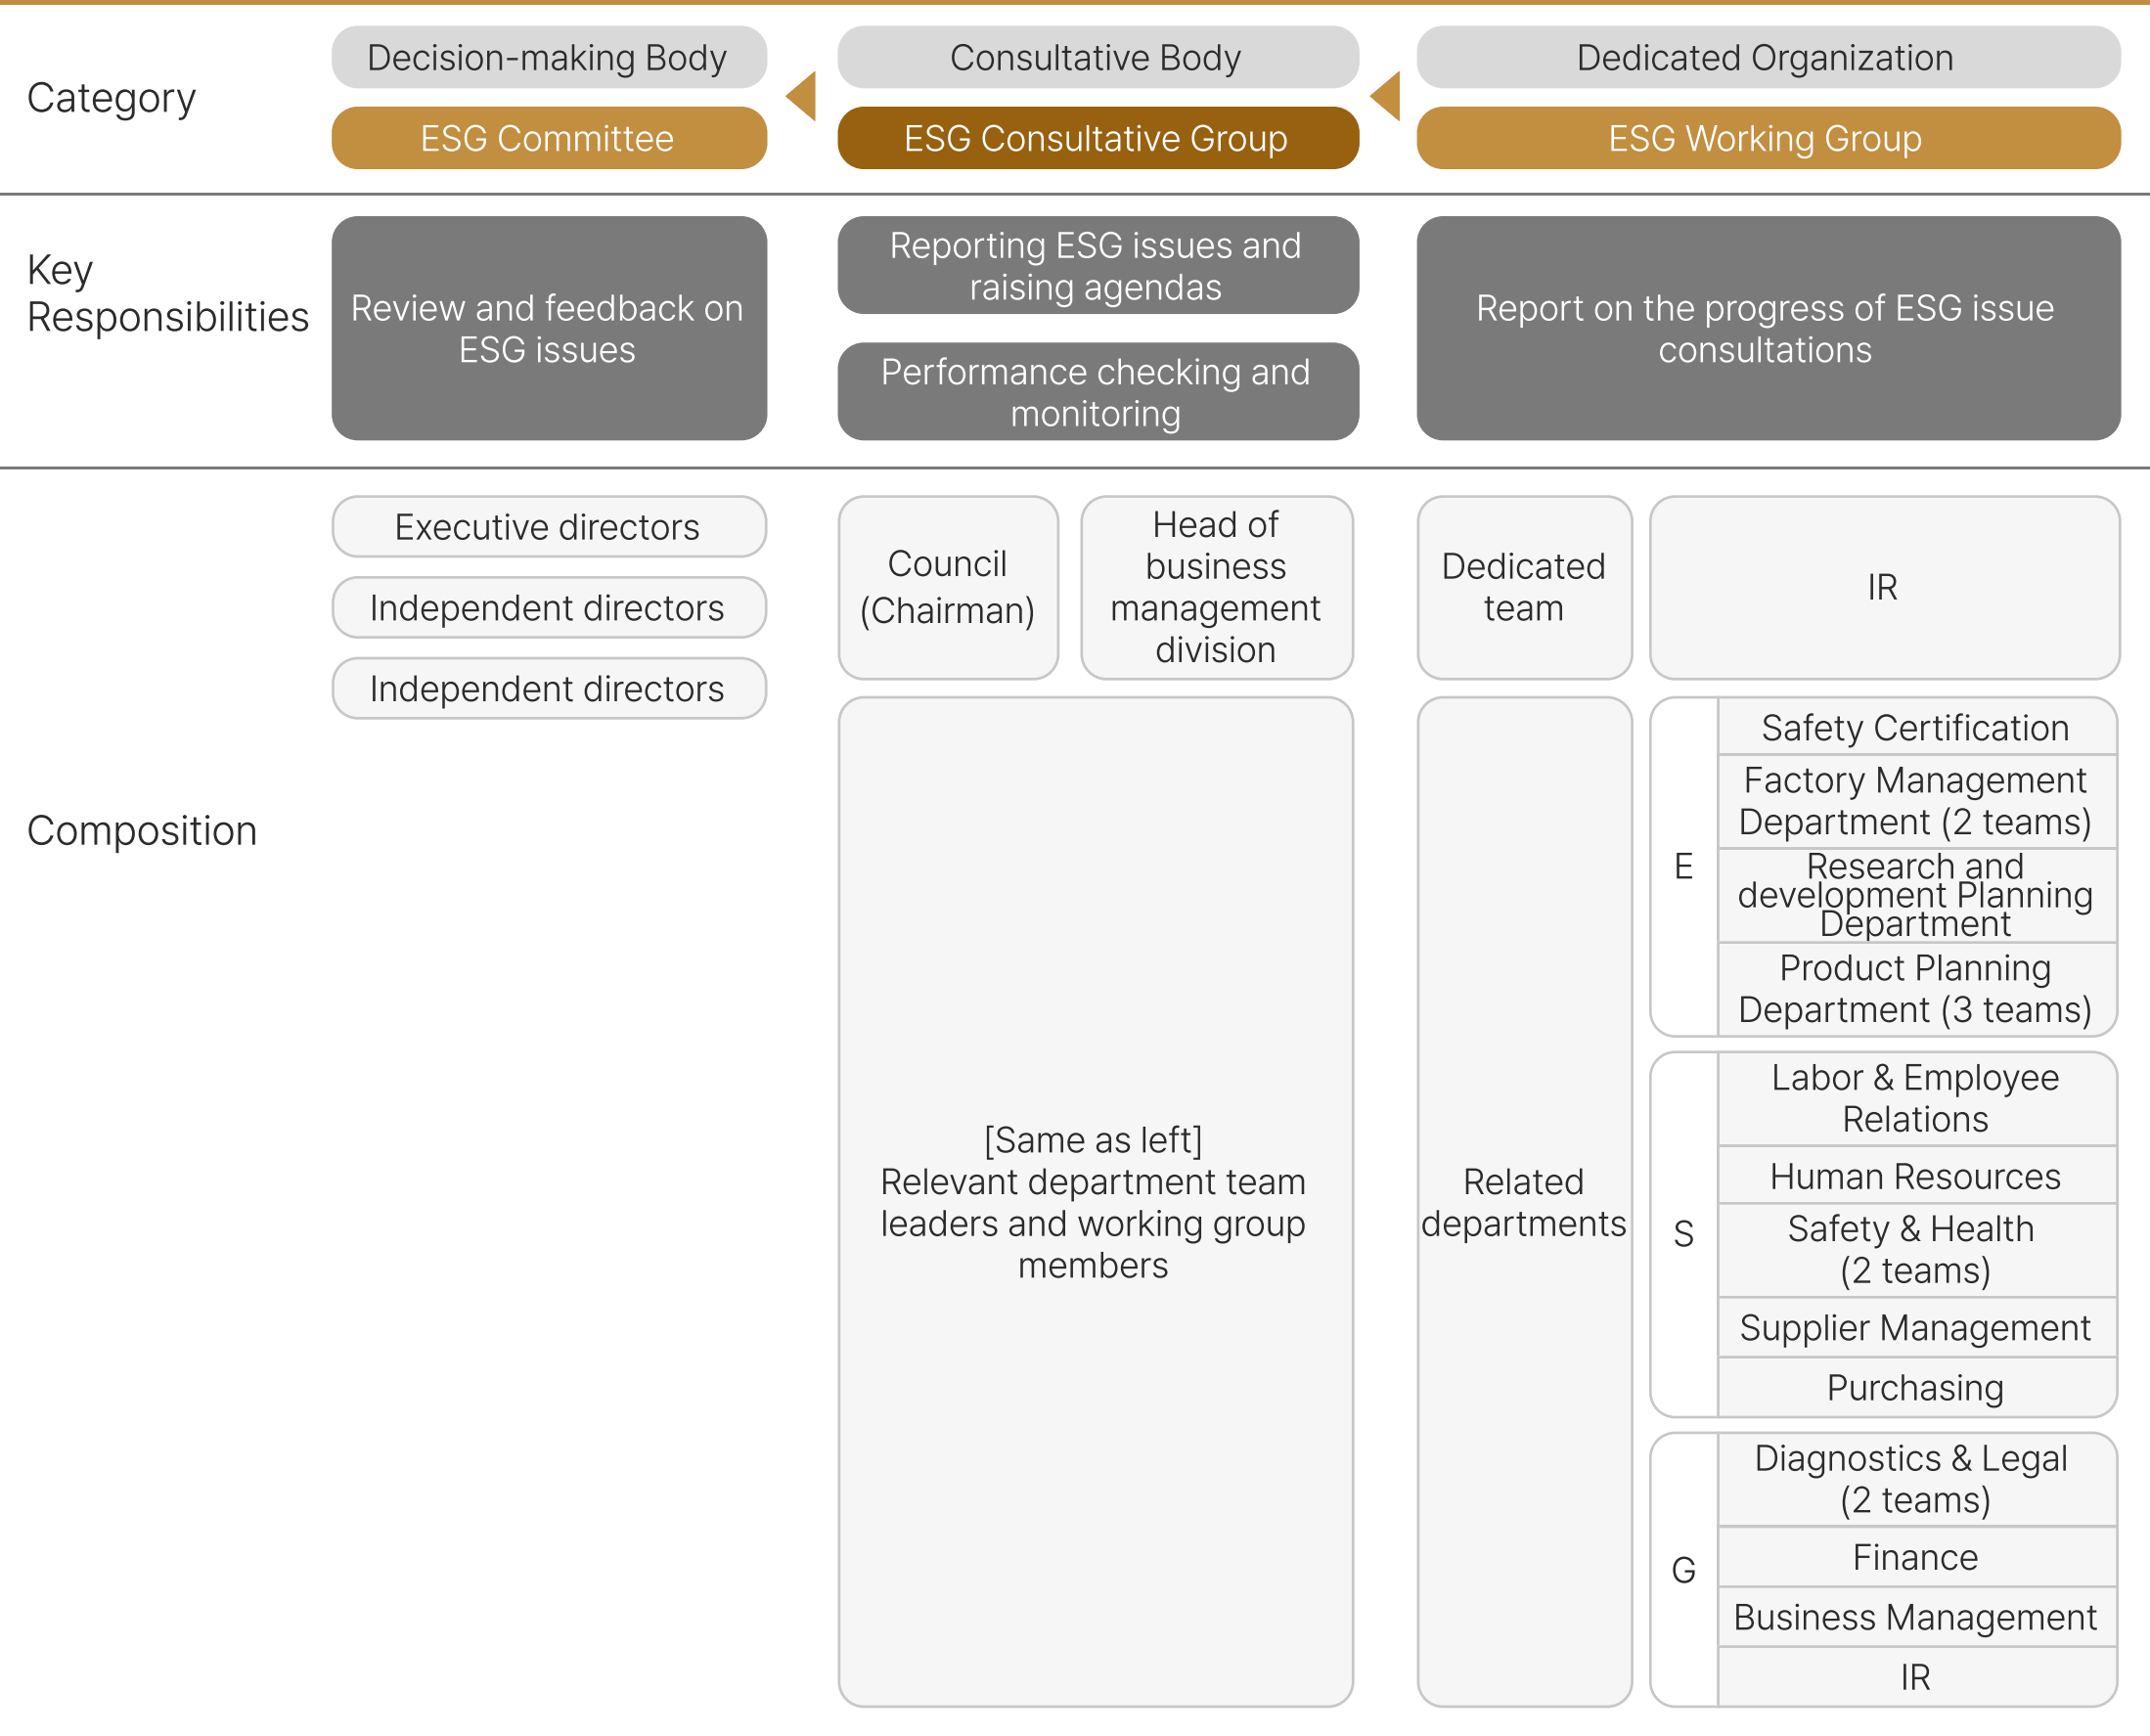 Category
Decision-making Body
ESG Committee
Consultative Body
ESG Consultative Group
Dedicated Organization
ESG Working Group
Key
Responsibilities
Review and feedback on
ESG issues
Reporting ESG issues and
raising agendas
Performance checking and
monitoring
Report on the progress of ESG issue
consultations
Composition
Executive directors
Independent directors
Independent directors
Council
(Chairman)
Head of
business
management
division
[Same as left]
Relevant department team
leaders and working group
members
Dedicated
team
IR
Related
departments
E
Safety Certification
Factory Management
Department (2 teams)
Research and
development Planning
Department
Product Planning
Department (3 teams)
S
Labor & Employee
Relations
Human Resources
Safety & Health
(2 teams)
Supplier Management
Purchasing
G
Diagnostics & Legal
(2 teams)
Finance
Business Management
IR